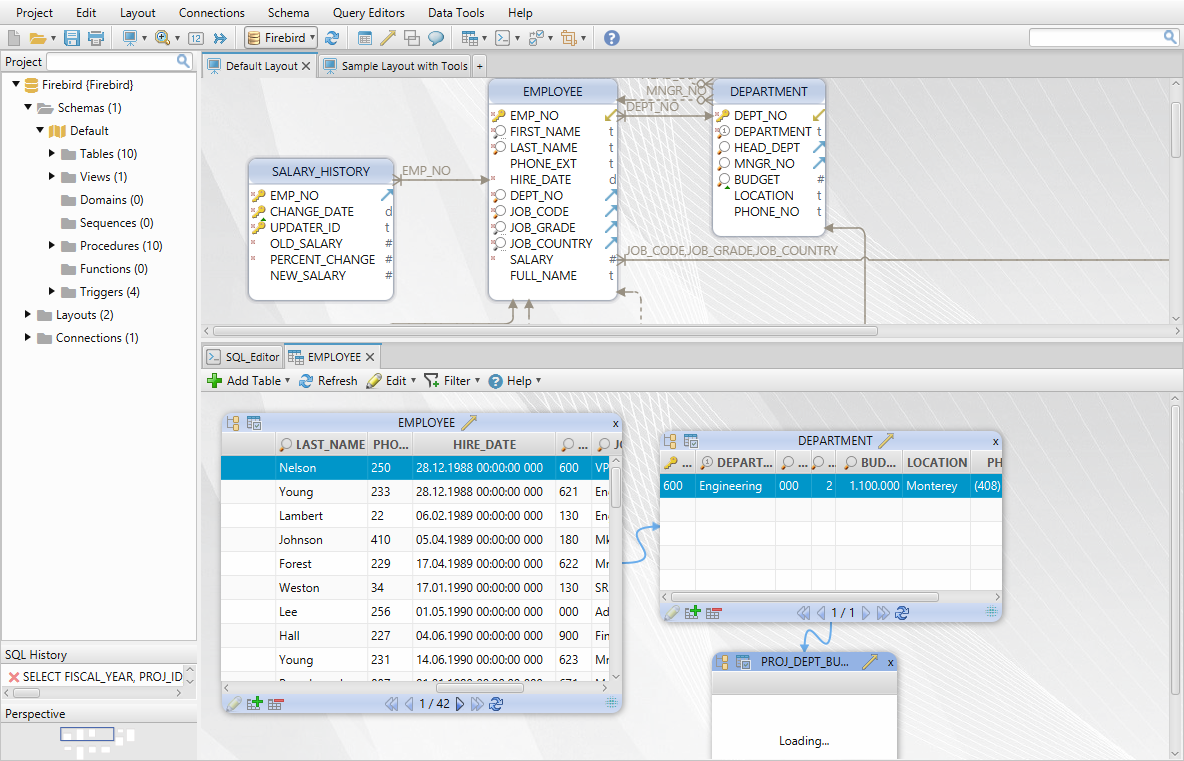 Project Edit Layout Connections Schema Query Editors Data Tools Help
12 Firebird
Project
Firebird {Firebird}
Schemas (1)
Default
Tables (10)
Views (1)
Domains (0)
Sequences (0)
Procedures (10)
Functions (0)
Triggers (4)
Layouts (2)
Connections (1)
SQL History
SELECT FISCAL_YEAR, PROJ_ID
Perspective
Default Layout Sample Layout with Tools +
SALARY_HISTORY
EMP_NO
CHANGE_DATE d
UPDATER_ID t
OLD_SALARY #
PERCENT_CHANGE #
NEW_SALARY #
EMP_NO
EMPLOYEE
EMP_NO
FIRST_NAME t
LAST_NAME t
PHONE_EXT t
HIRE_DATE d
DEPT_NO
JOB_CODE
JOB_GRADE
JOB_COUNTRY
SALARY #
FULL_NAME t
MNGR_NO
DEPT_NO
DEPARTMENT
DEPT_NO
DEPARTMENT t
HEAD_DEPT
MNGR_NO
BUDGET #
LOCATION t
PHONE_NO t
JOB_CODE,JOB_GRADE,JOB_COUNTRY
SQL_Editor EMPLOYEE
Add Table Refresh Edit Filter Help
EMPLOYEE x
LAST_NAME PHO... HIRE_DATE ...
Nelson 250 28.12.1988 00:00:00 000 600 VP
Young 233 28.12.1988 00:00:00 000 621 En
Lambert 22 06.02.1989 00:00:00 000 130 En
Johnson 410 05.04.1989 00:00:00 000 180 Mk
Forest 229 17.04.1989 00:00:00 000 622 Mr
Weston 34 17.01.1990 00:00:00 000 130 SR
Lee 256 01.05.1990 00:00:00 000 000 Ad
Hall 227 04.06.1990 00:00:00 000 900 Fin
Young 231 14.06.1990 00:00:00 000 623 Mr
1 / 42
DEPARTMENT x
... DEPART... ... ... BUD... LOCATION PH
600 Engineering 000 2 1.100.000 Monterey (408)
1 / 1
PROJ_DEPT_BU... x
Loading...